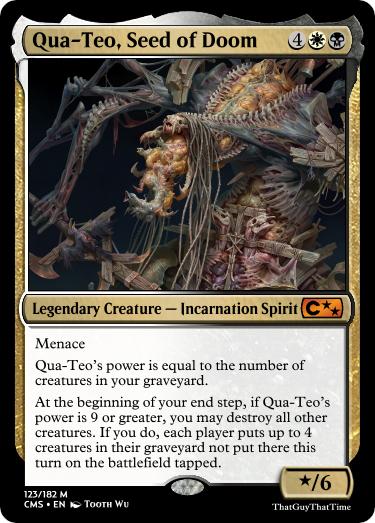 Qua-Teo, Seed of Doom 4
Legendary Creature — Incarnation Spirit C
Menace
Qua-Teo's power is equal to the number of
creatures in your graveyard.
At the beginning of your end step, if Qua-Teo's
power is 9 or greater, you may destroy all other
creatures. If you do, each player puts up to 4
creatures in their graveyard not put there this
turn on the battlefield tapped.
*/6
123/182 M
CMS • EN Tooth Wu
ThatGuyThatTime